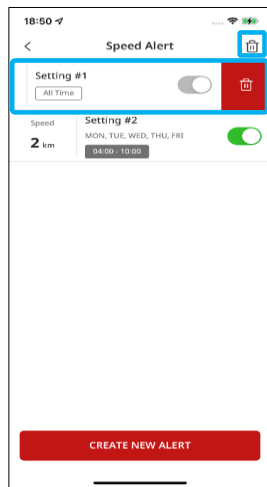 18:50
Speed Alert
Setting #1
All Time
Speed
2 km
Setting #2
MON, TUE, WED, THU, FRI
04:00 - 10:00
CREATE NEW ALERT